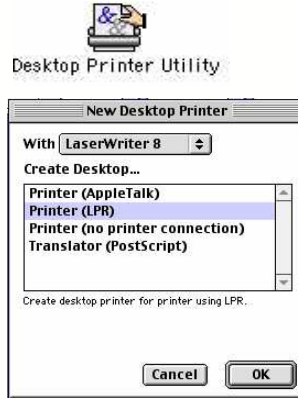 Desktop Printer Utility
New Desktop Printer
With LaserWriter 8
Create Desktop...
Printer (AppleTalk)
Printer (LPR)
Printer (no printer connection)
Translator (PostScript)
Create desktop printer for printer using LPR.
Cancel OK